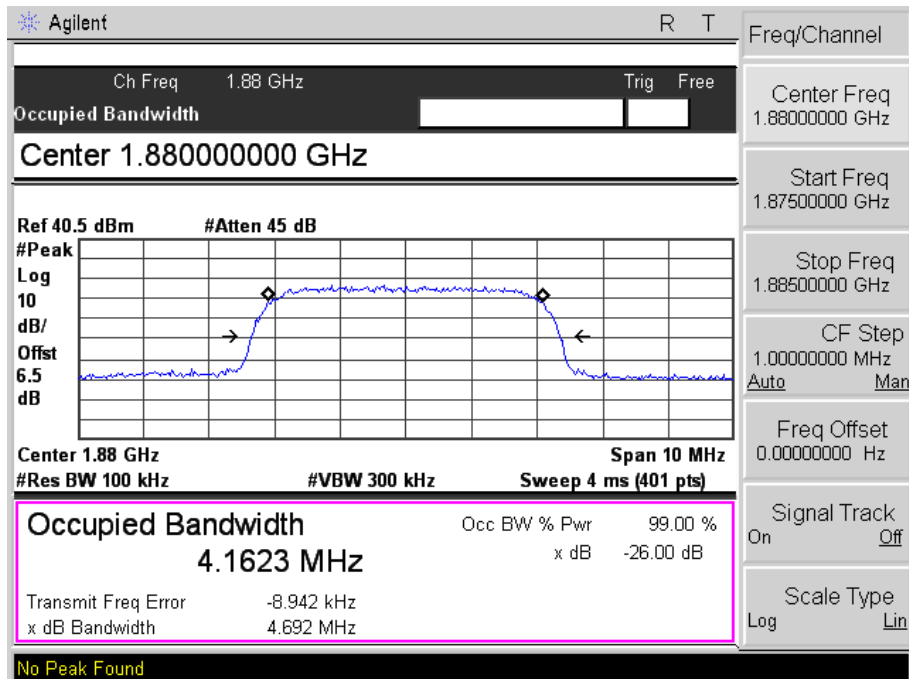 Agilent R T
Ch Freq 1.88 GHz Trig Free
Occupied Bandwidth
Center 1.880000000 GHz
Ref 40.5 dBm #Atten 45 dB
#Peak
Log
10
dB/
Offst
6.5
dB
Center 1.88 GHz Span 10 MHz
#Res BW 100 kHz #VBW 300 kHz Sweep 4 ms (401 pts)
Occupied Bandwidth Occ BW % Pwr 99.00 %
4.1623 MHz x dB -26.00 dB
Transmit Freq Error -8.942 kHz
x dB Bandwidth 4.692 MHz
No Peak Found
Freq/Channel
Center Freq
1.88000000 GHz
Start Freq
1.87500000 GHz
Stop Freq
1.88500000 GHz
CF Step
1.00000000 MHz
Auto Man
Freq Offset
0.00000000 Hz
Signal Track
On Off
Scale Type
Log Lin